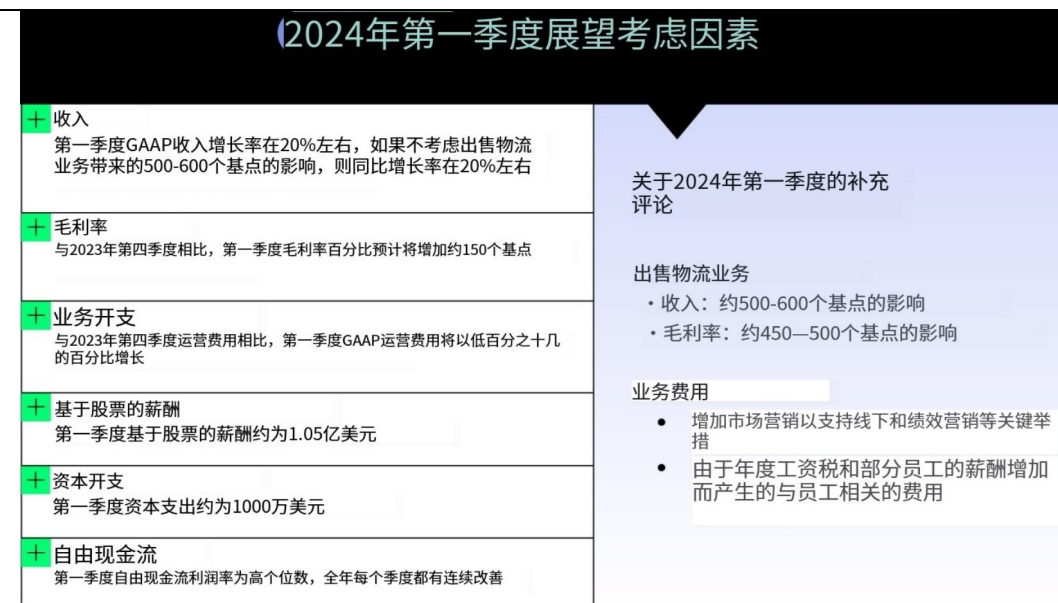 2024年第一季度展望考虑因素
收入
第一季度GAAP收入增长率在20%左右，如果不考虑出售物流
业务带来的500-600个基点的影响，则同比增长率在20%左右
毛利率
与2023年第四季度相比，第一季度毛利率百分比预计将增加约150个基点
业务开支
与2023年第四季度运营费用相比，第一季度GAAP运营费用将以低百分之十几
的百分比增长
基于股票的薪酬
第一季度基于股票的薪酬约为1.05亿美元
资本开支
第一季度资本支出约为1000万美元
自由现金流
第一季度自由现金流利润率为高个位数，全年每个季度都有连续改善
关于2024年第一季度的补充
评论
出售物流业务
・收入：约500-600个基点的影响
・毛利率：约450—500个基点的影响
业务费用
● 增加市场营销以支持线下和绩效营销等关键举
措
● 由于年度工资税和部分员工的薪酬增加
而产生的与员工相关的费用